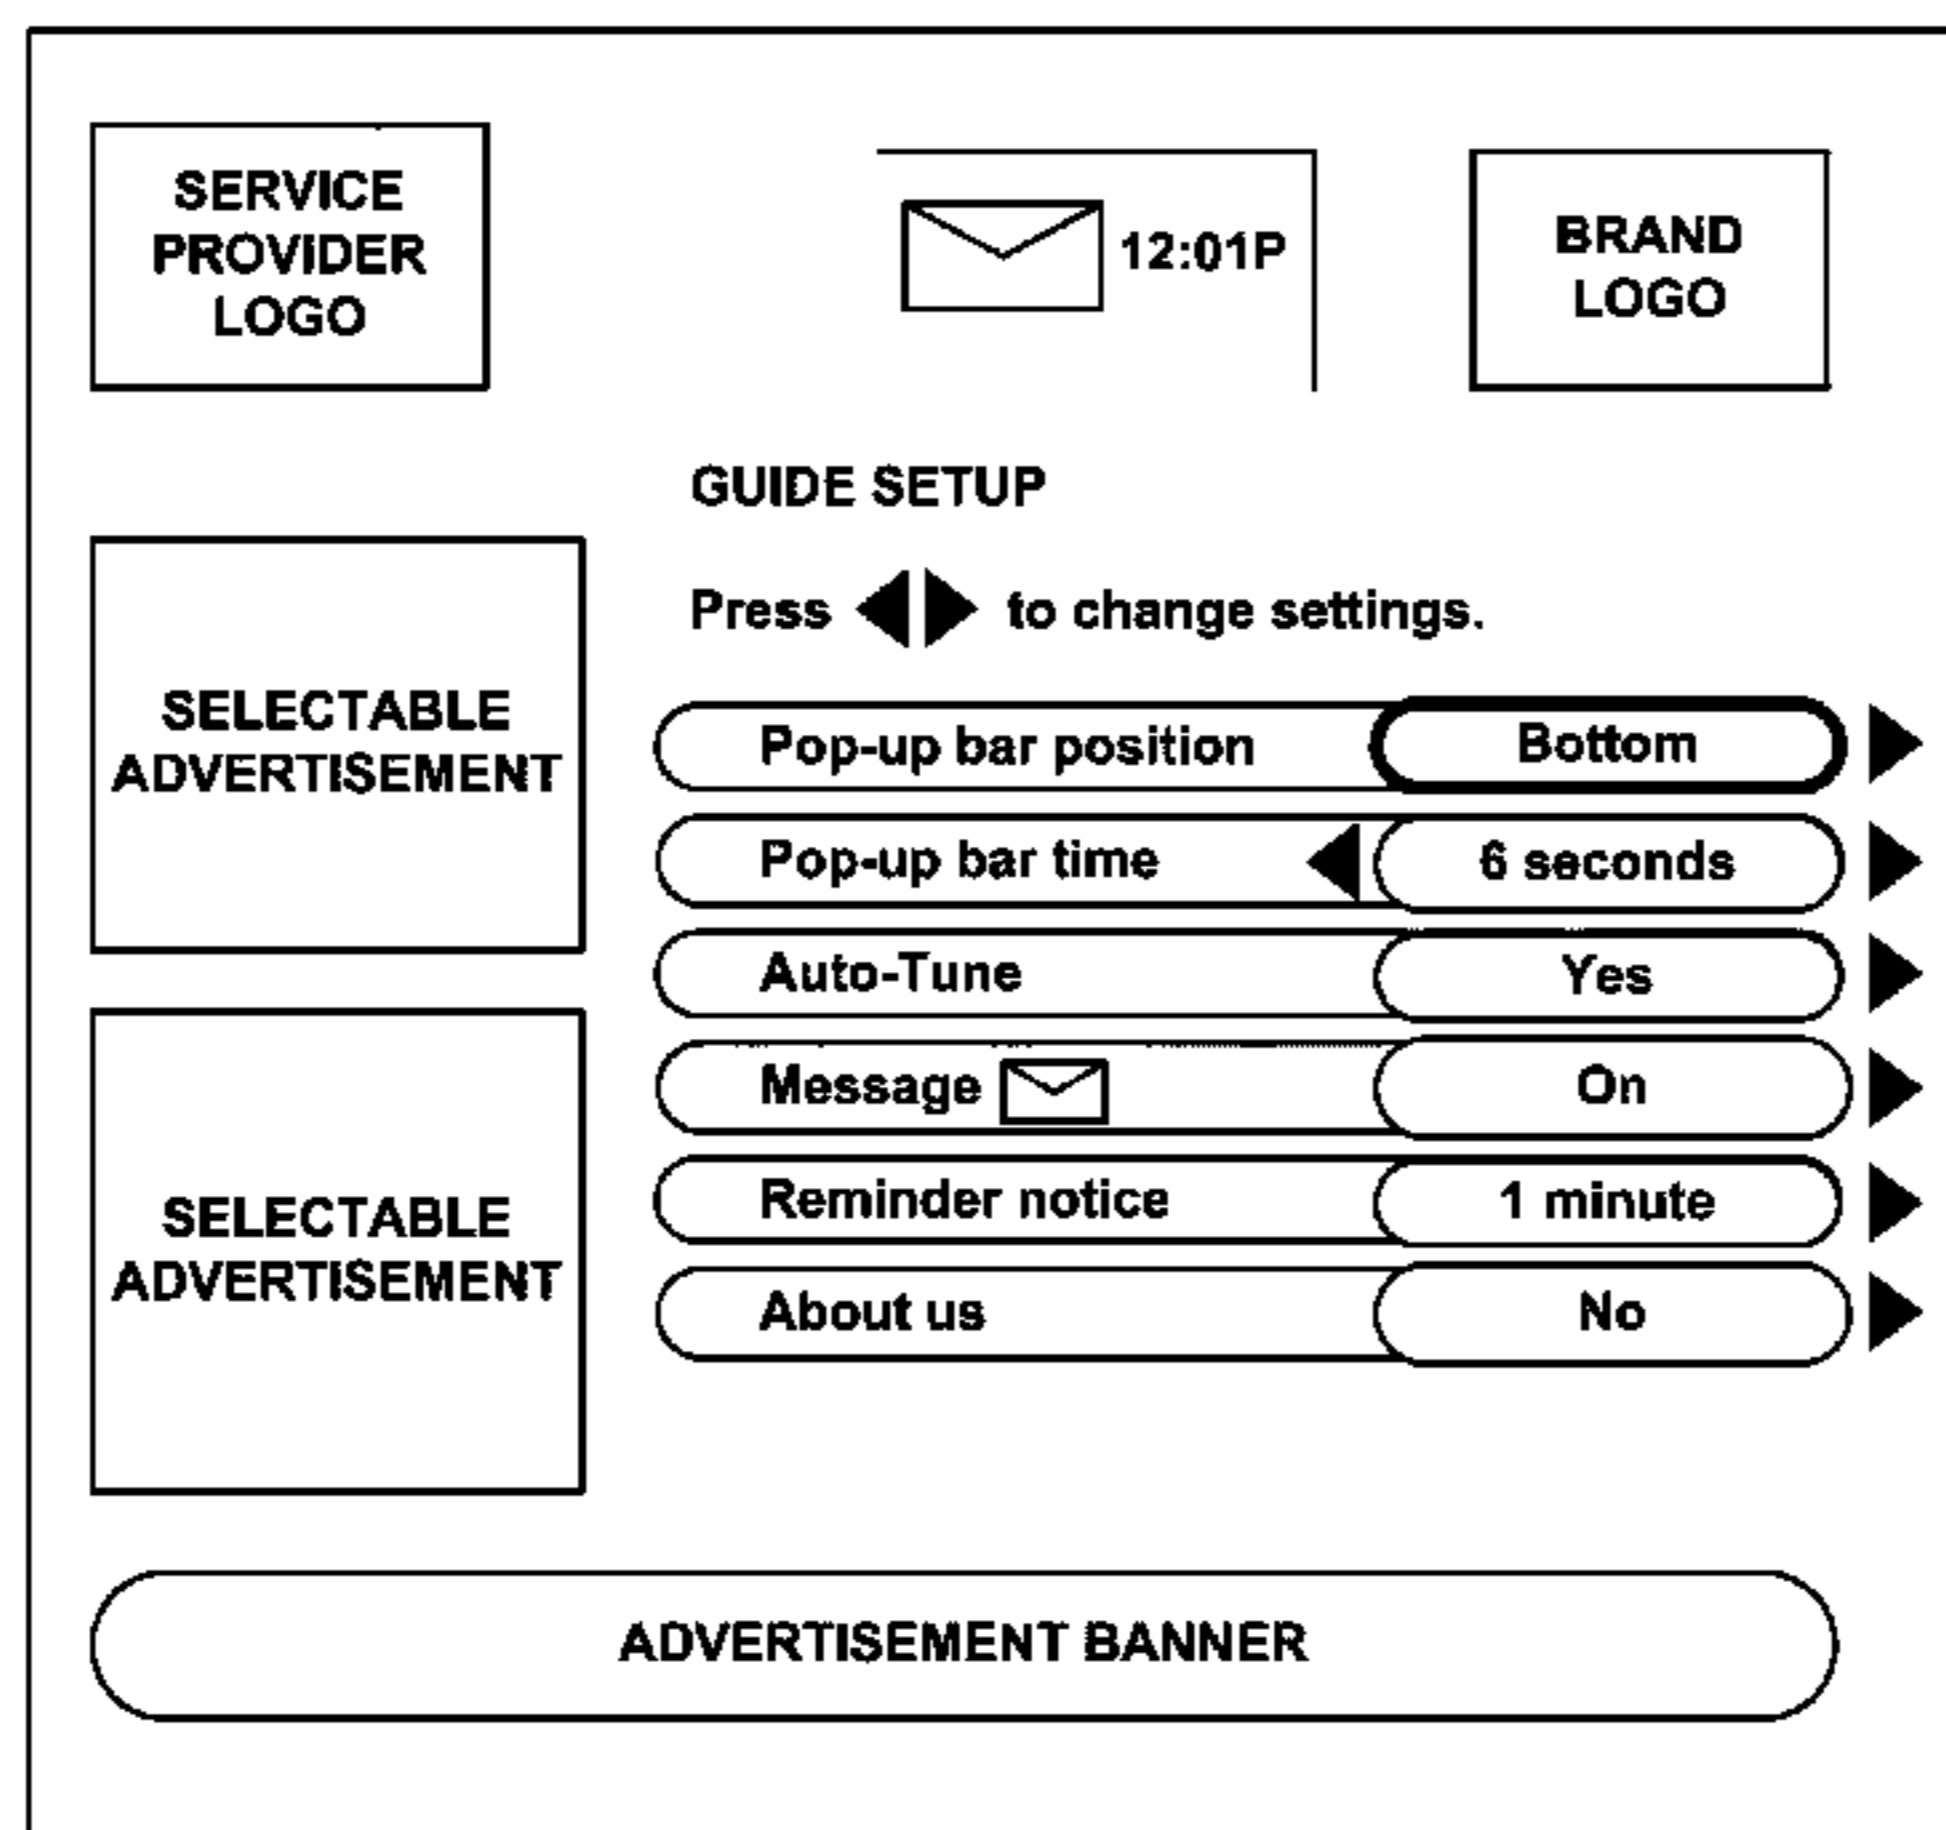 SERVICE
PROVIDER
LOGO
12:01P
BRAND
LOGO
GUIDE SETUP
Press to change settings.
SELECTABLE
ADVERTISEMENT
Pop-up bar position Bottom
Pop-up bar time 6 seconds
Auto-Tune Yes
Message On
Reminder notice 1 minute
About us No
SELECTABLE
ADVERTISEMENT
ADVERTISEMENT BANNER